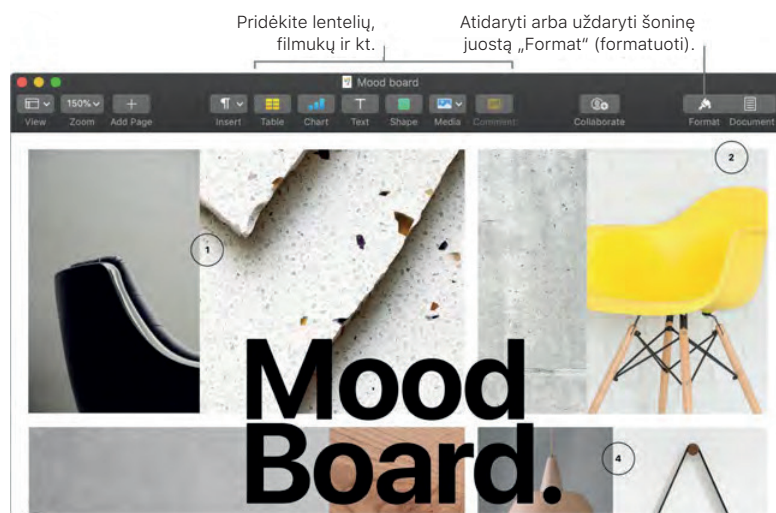 Pridėkite lentelių,
filmukų ir kt.
Atidaryti arba uždaryti šoninę
juostą „Format“ (formatuoti).
Mood board
150%
View Zoom Add Page Insert Table Chart Text Shape Media Comment Collaborate Format Document
2
1
Mood
Board.
4